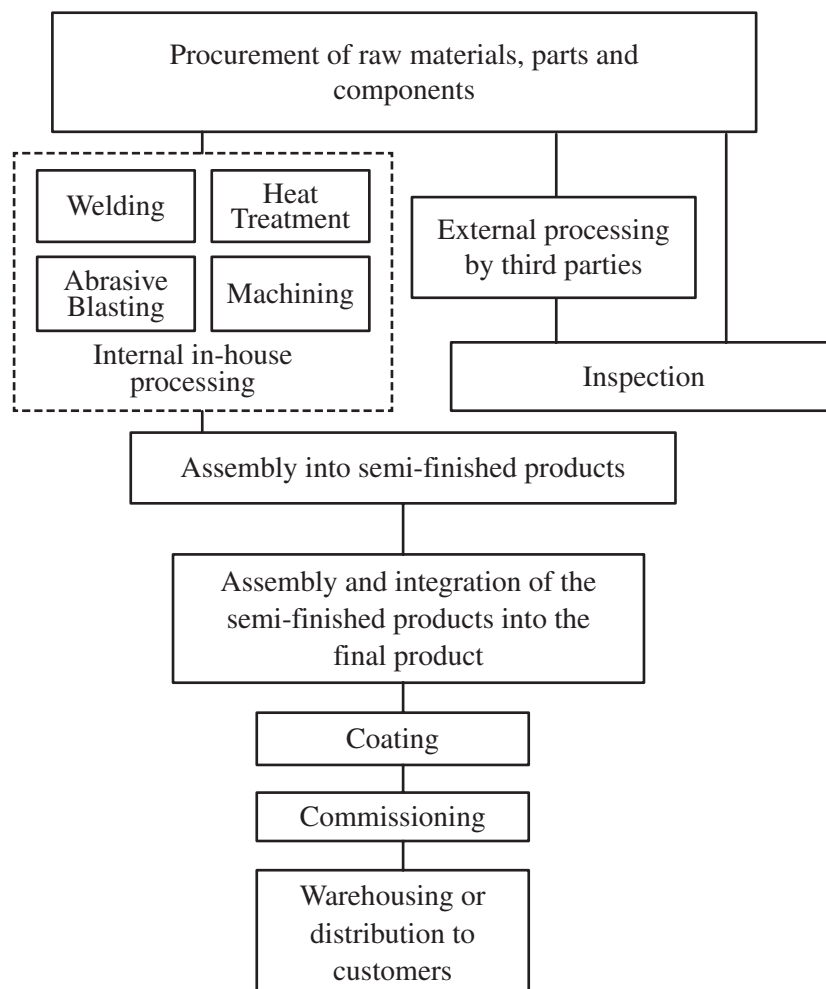 Procurement of raw materials, parts and
components
Welding
Heat
Treatment
Abrasive
Blasting
Machining
Internal in-house
processing
External processing
by third parties
Inspection
Assembly into semi-finished products
Assembly and integration of the
semi-finished products into the
final product
Coating
Commissioning
Warehousing or
distribution to
customers